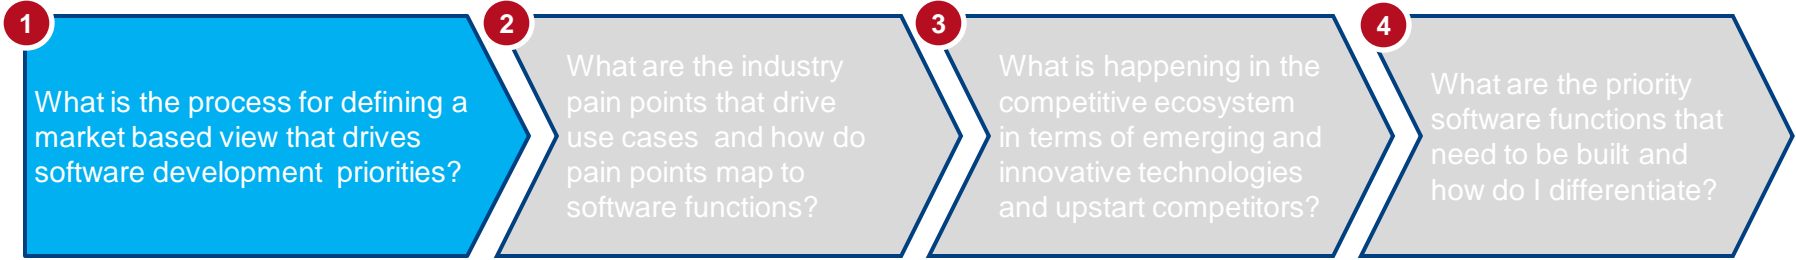 1
What is the process for defining a
market based view that drives
software development  priorities?
2
What are the industry
pain points that drive
use cases  and how do
pain points map to
software functions?
3
What is happening in the
competitive ecosystem
in terms of emerging and
innovative technologies
and upstart competitors?
4
What are the priority
software functions that
need to be built and
how do I differentiate?